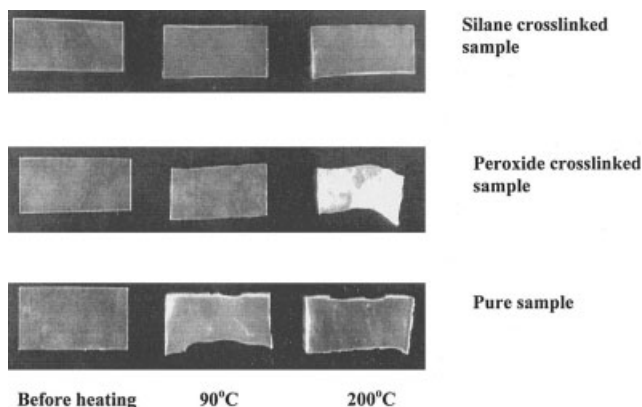 Silane crosslinked
sample
Peroxide crosslinked
sample
Pure sample
Before heating 90°C 200°C